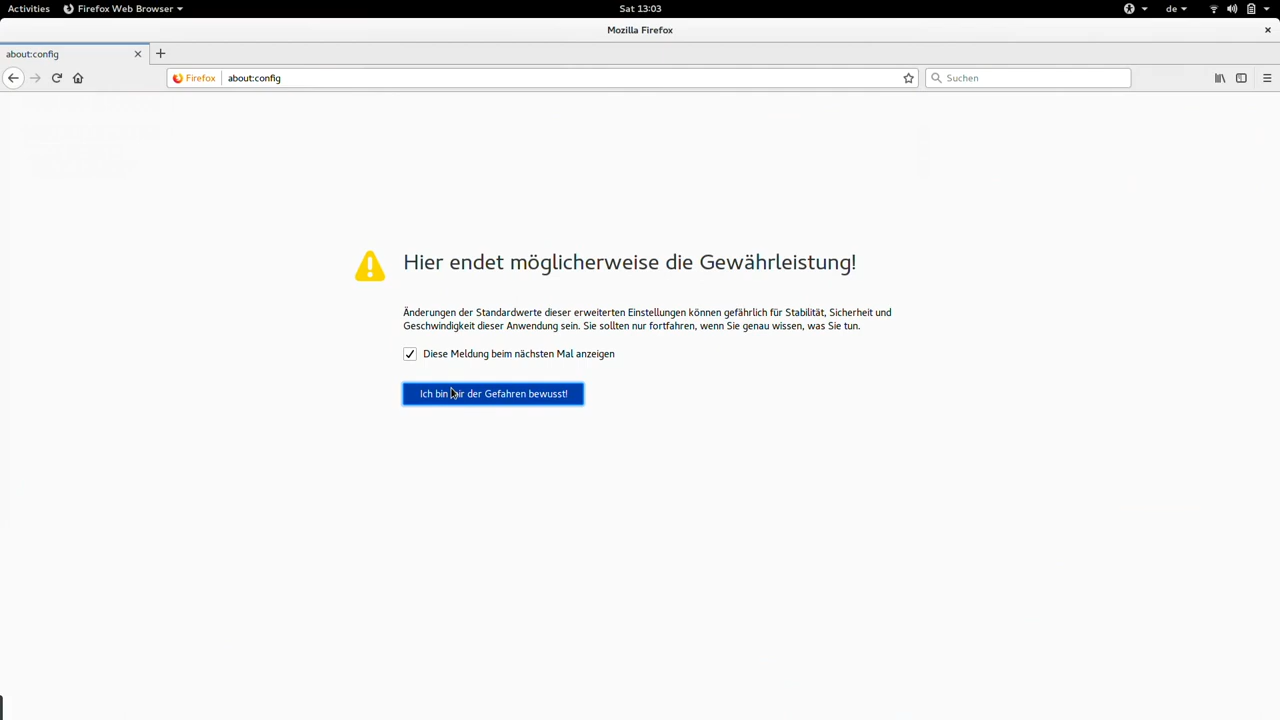 Activities Firefox Web Browser Sat 13:03 de
Mozilla Firefox
about:config
Firefox about:config Suchen
Hier endet möglicherweise die Gewährleistung!
Änderungen der Standardwerte dieser erweiterten Einstellungen können gefährlich für Stabilität, Sicherheit und
Geschwindigkeit dieser Anwendung sein. Sie sollten nur fortfahren, wenn Sie genau wissen, was Sie tun.
Diese Meldung beim nächsten Mal anzeigen
Ich bin mir der Gefahren bewusst!